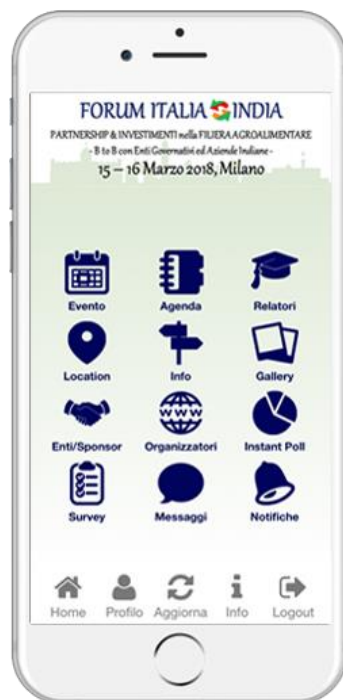 FORUM ITALIA INDIA
PARTNERSHIP & INVESTIMENTI nella FILIERA AGROALIMENTARE
- B to B con Enti Governativi ed Aziende Indiane -
15 – 16 Marzo 2018, Milano
Evento Agenda Relatori
Location Info Gallery
WWW
Enti/Sponsor Organizzatori Instant Poll
Survey Messaggi Notifiche
Home Profilo Aggiorna Info Logout